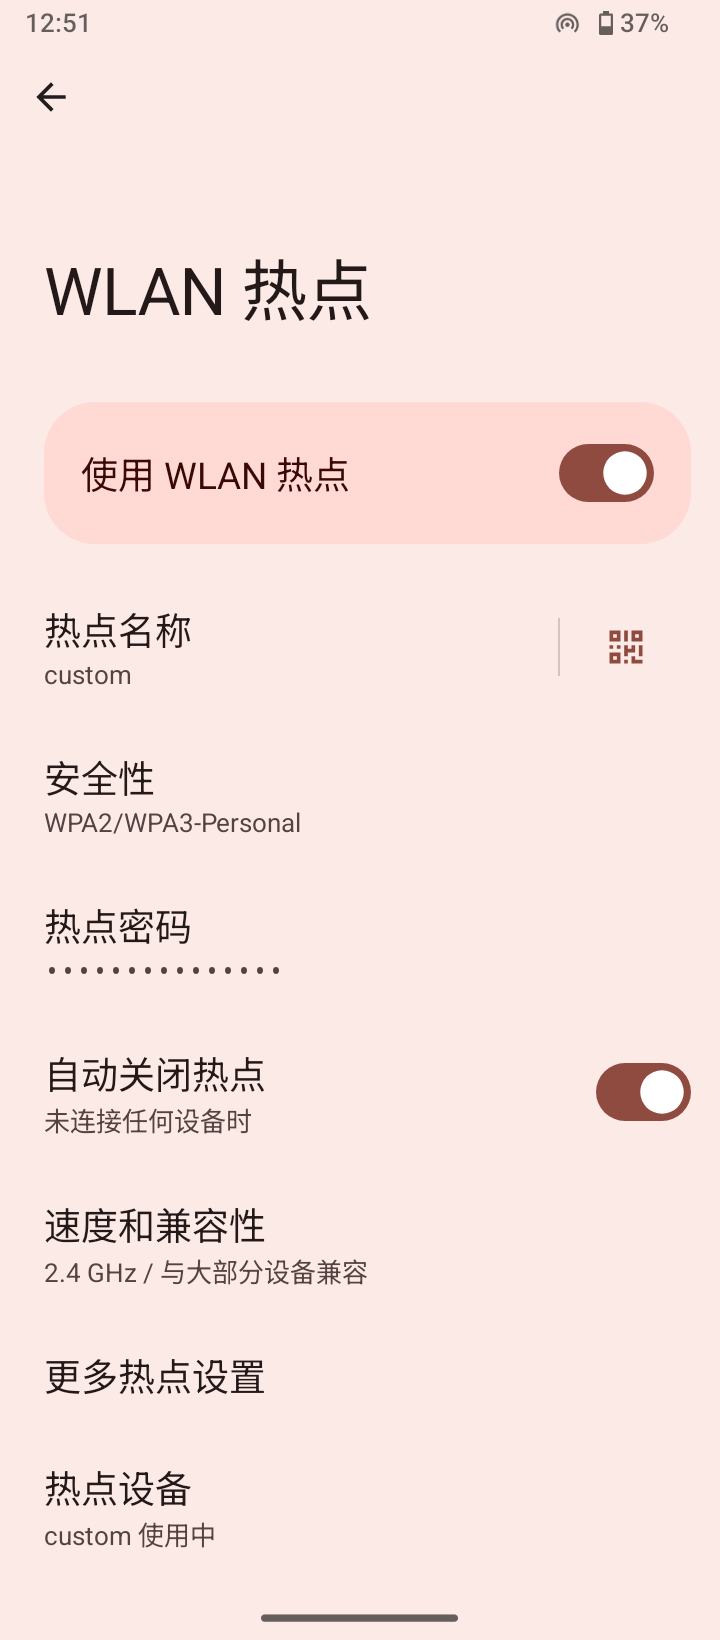 12:51
37%
WLAN 热点
使用 WLAN 热点
热点名称
custom
安全性
WPA2/WPA3-Personal
热点密码
•••••••••••••••
自动关闭热点
未连接任何设备时
速度和兼容性
2.4 GHz / 与大部分设备兼容
更多热点设置
热点设备
custom 使用中